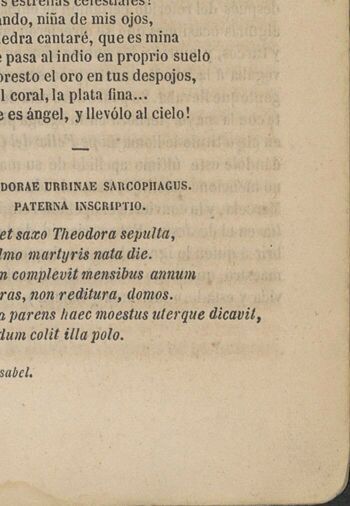 s estrellas celestiales!
ando, niña de mis ojos,
edra cantaré, que es mina
pasa al indio en proprio suelo
presto el oro en tus despojos,
l coral, la plata fina...
e es ángel, y llevólo al cielo!
DORAE URBINAE SARCOPHAGUS.
PATERNA INSCRIPTIO.
et saxo Theodora sepulta,
lmo martyris nata die.
n complevit mensibus annum
ras, non reditura, domos.
a parens haec moestus uterque dicavit,
dum colit illa polo.
sabel.